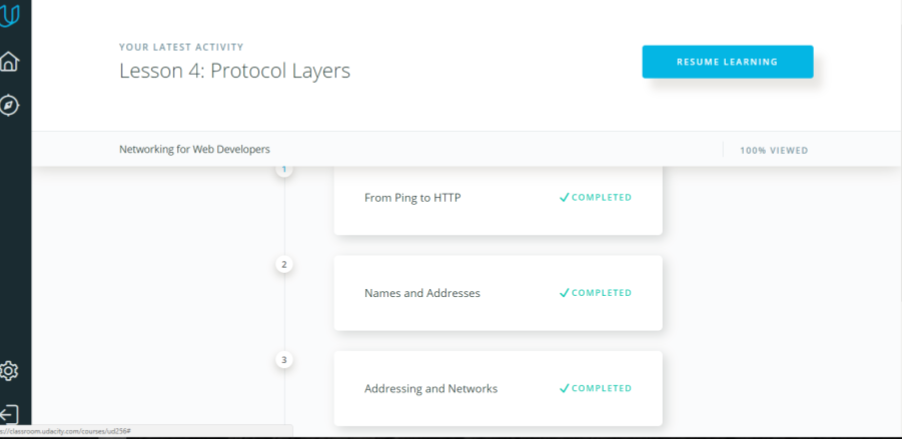 YOUR LATEST ACTIVITY
Lesson 4: Protocol Layers
RESUME LEARNING
Networking for Web Developers
100% VIEWED
1
From Ping to HTTP
COMPLETED
2
Names and Addresses
COMPLETED
3
Addressing and Networks
COMPLETED
s://classroom.udacity.com/courses/ud256#